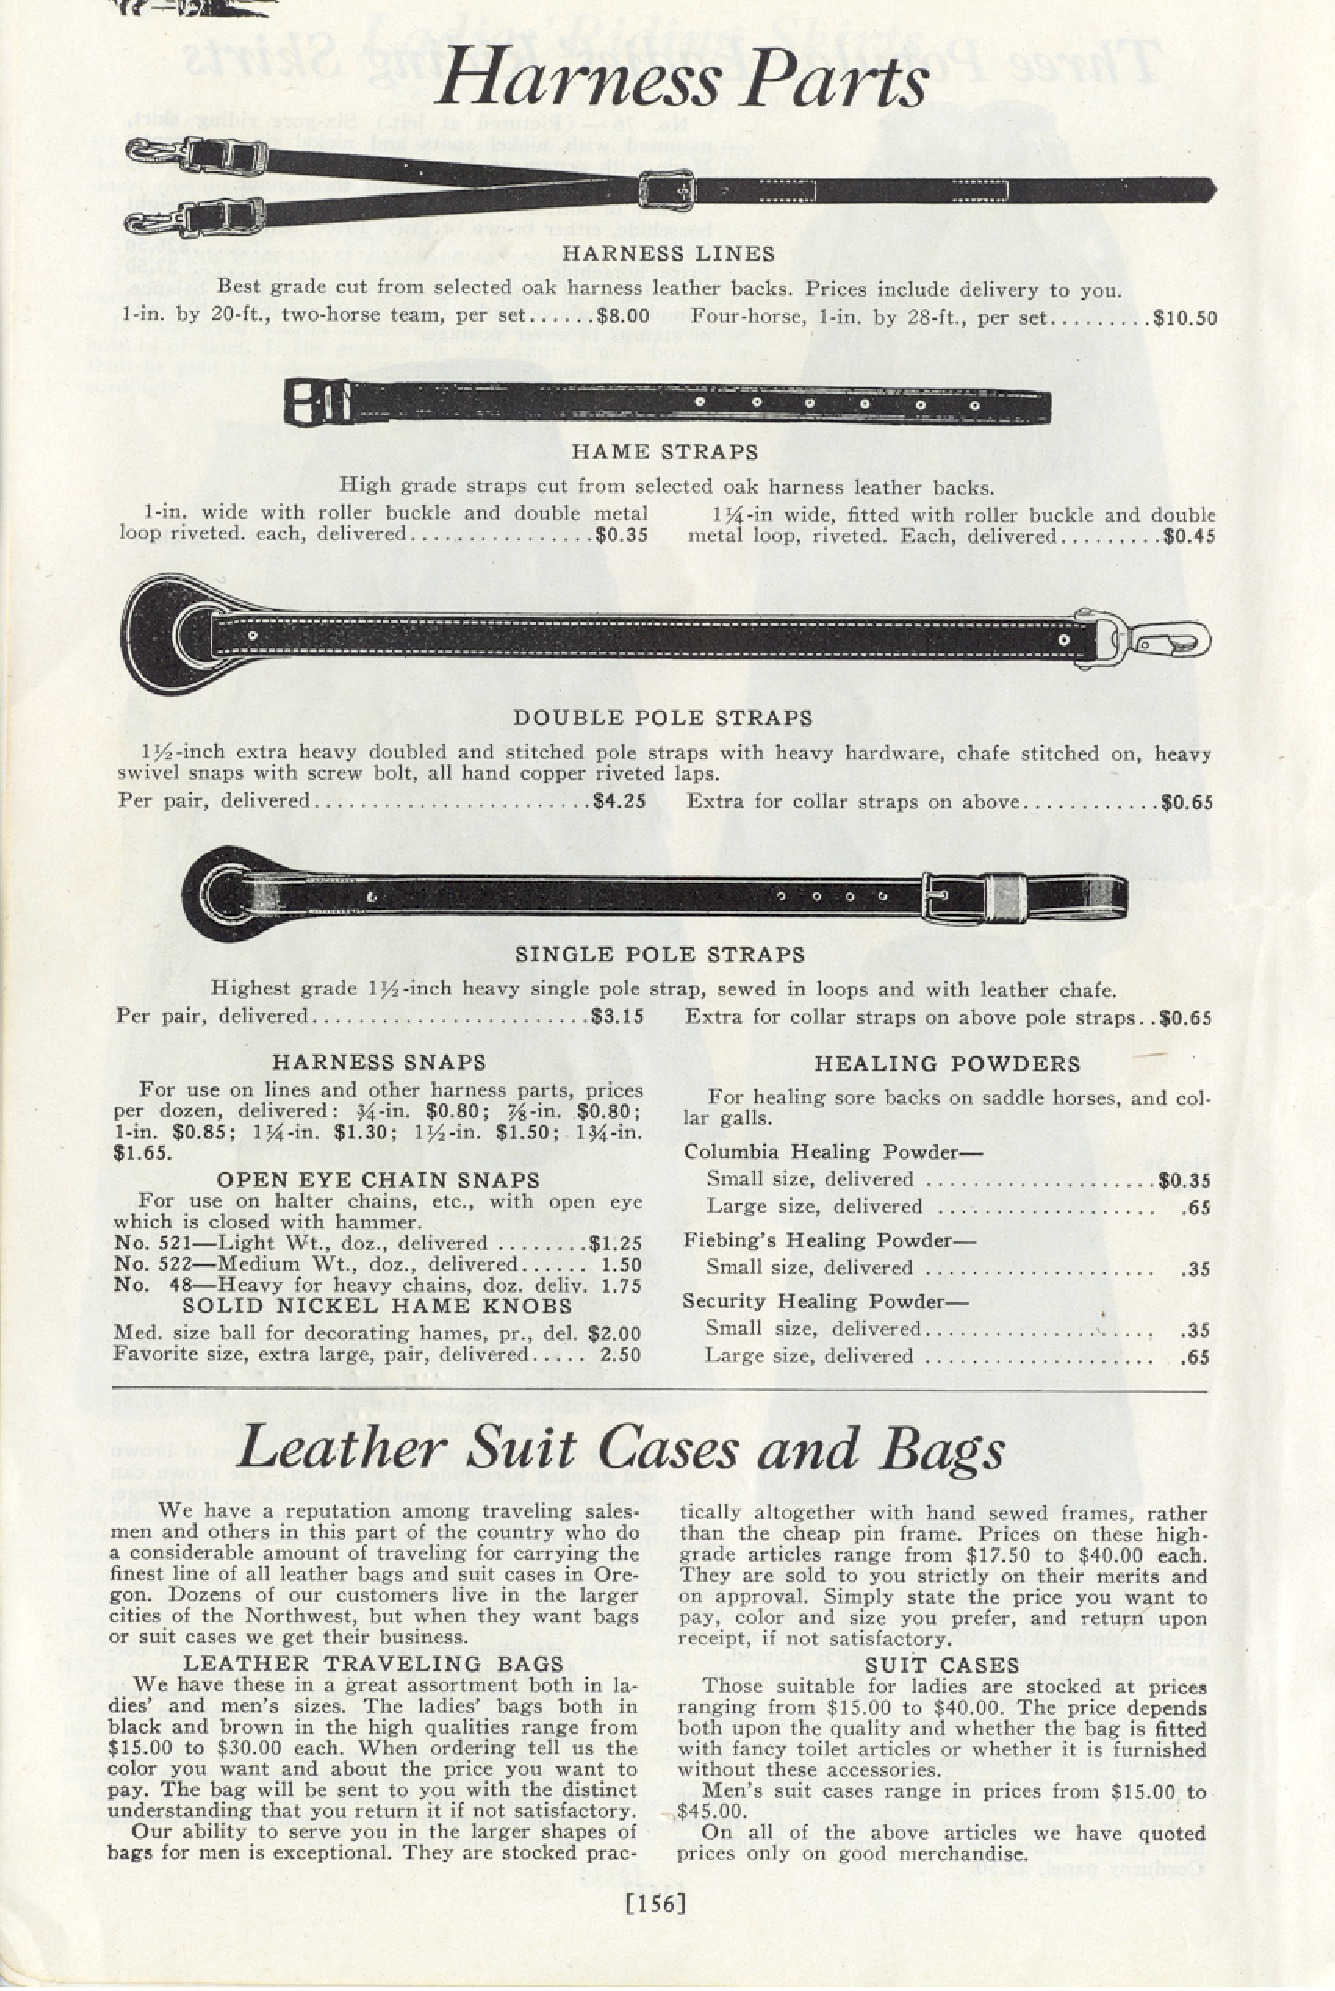 Harness Parts
HARNESS LINES
Best grade cut from selected oak harness leather backs. Prices include delivery to you.
1-in. by 20-ft., two-horse team, per set......$8.00
Four-horse, 1-in. by 28-ft., per set.........$10.50
HAME STRAPS
High grade straps cut from selected oak harness leather backs.
1-in. wide with roller buckle and double metal
loop riveted. each, delivered................$0.35
1¼-in wide, fitted with roller buckle and double
metal loop, riveted. Each, delivered.........$0.45
DOUBLE POLE STRAPS
1½-inch extra heavy doubled and stitched pole straps with heavy hardware, chafe stitched on, heavy
swivel snaps with screw bolt, all hand copper riveted laps.
Per pair, delivered........................$4.25
Extra for collar straps on above............$0.65
SINGLE POLE STRAPS
Highest grade 1½-inch heavy single pole strap, sewed in loops and with leather chafe.
Per pair, delivered........................$3.15
Extra for collar straps on above pole straps..$0.65
HARNESS SNAPS
For use on lines and other harness parts, prices
per dozen, delivered: ¾-in. $0.80; ⅞-in. $0.80;
1-in. $0.85; 1¼-in. $1.30; 1½-in. $1.50; 1¾-in.
$1.65.
OPEN EYE CHAIN SNAPS
For use on halter chains, etc., with open eye
which is closed with hammer.
No. 521—Light Wt., doz., delivered ........$1.25
No. 522—Medium Wt., doz., delivered...... 1.50
No. 48—Heavy for heavy chains, doz. deliv. 1.75
SOLID NICKEL HAME KNOBS
Med. size ball for decorating hames, pr., del. $2.00
Favorite size, extra large, pair, delivered..... 2.50
HEALING POWDERS
For healing sore backs on saddle horses, and col-
lar galls.
Columbia Healing Powder—
Small size, delivered ....................$0.35
Large size, delivered ................... .65
Fiebing's Healing Powder—
Small size, delivered .................... .35
Security Healing Powder—
Small size, delivered.................... .35
Large size, delivered .................... .65
Leather Suit Cases and Bags
We have a reputation among traveling sales-
men and others in this part of the country who do
a considerable amount of traveling for carrying the
finest line of all leather bags and suit cases in Ore-
gon. Dozens of our customers live in the larger
cities of the Northwest, but when they want bags
or suit cases we get their business.
LEATHER TRAVELING BAGS
We have these in a great assortment both in la-
dies' and men's sizes. The ladies' bags both in
black and brown in the high qualities range from
$15.00 to $30.00 each. When ordering tell us the
color you want and about the price you want to
pay. The bag will be sent to you with the distinct
understanding that you return it if not satisfactory.
Our ability to serve you in the larger shapes of
bags for men is exceptional. They are stocked prac-
tically altogether with hand sewed frames, rather
than the cheap pin frame. Prices on these high-
grade articles range from $17.50 to $40.00 each.
They are sold to you strictly on their merits and
on approval. Simply state the price you want to
pay, color and size you prefer, and return upon
receipt, if not satisfactory.
SUIT CASES
Those suitable for ladies are stocked at prices
ranging from $15.00 to $40.00. The price depends
both upon the quality and whether the bag is fitted
with fancy toilet articles or whether it is furnished
without these accessories.
Men's suit cases range in prices from $15.00 to
$45.00.
On all of the above articles we have quoted
prices only on good merchandise.
[156]